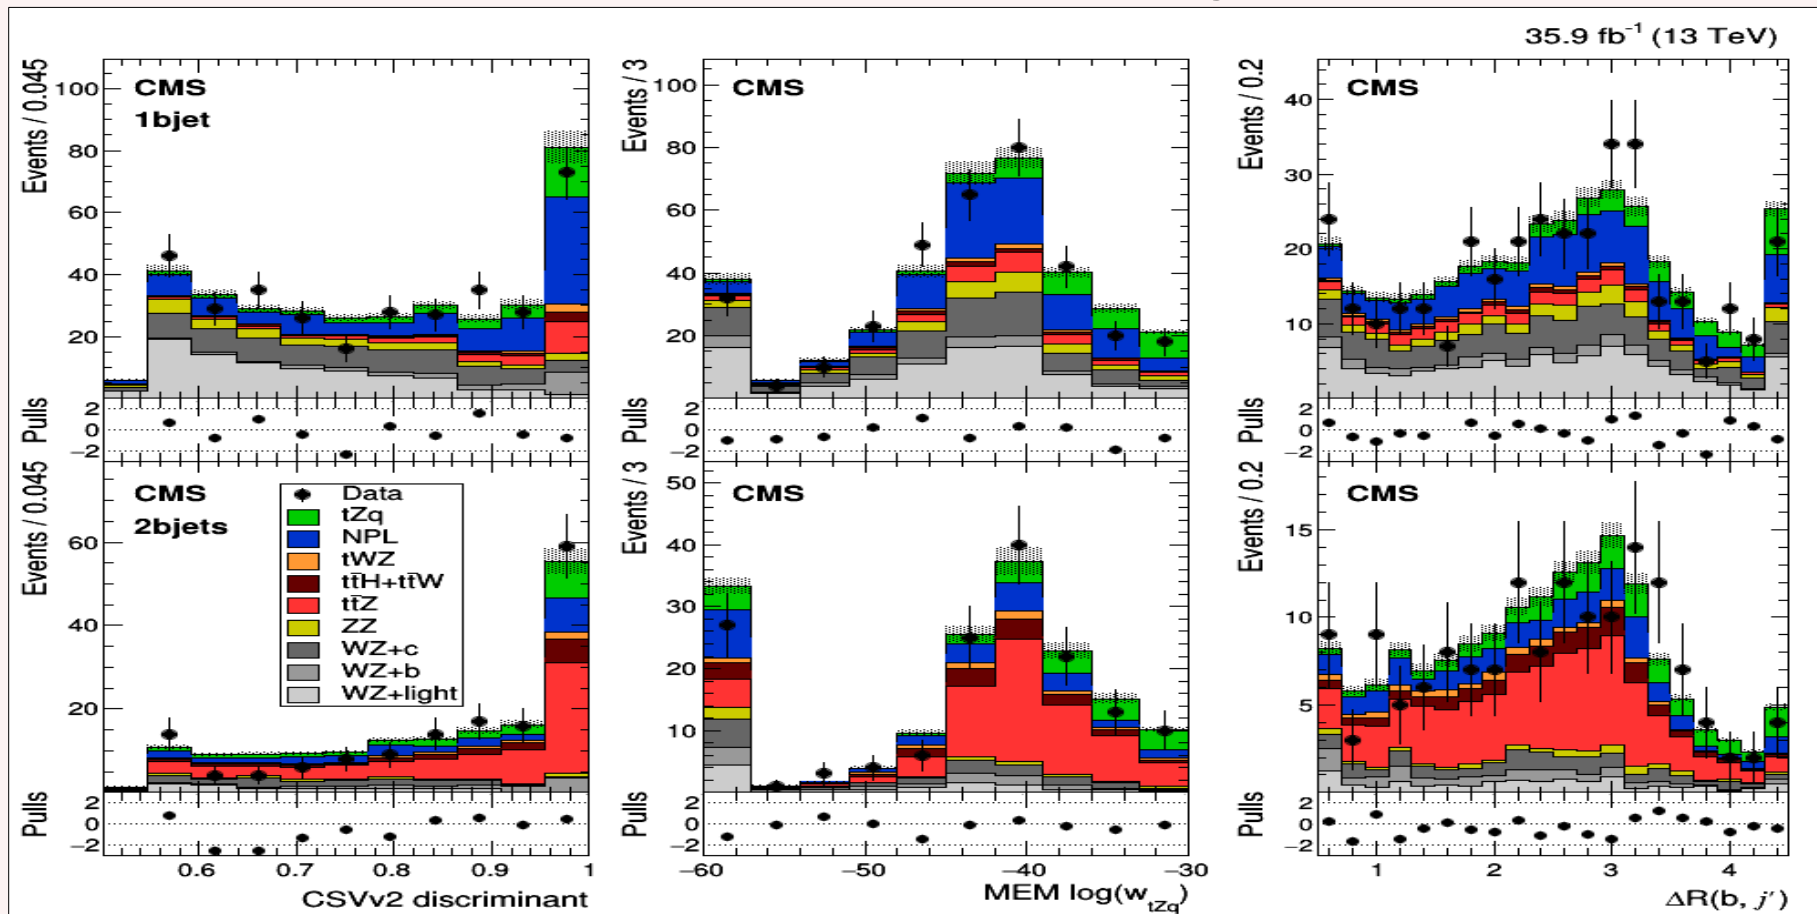 35.9 fb⁻¹ (13 TeV)
Events / 0.045
100
80
60
40
20
CMS
1bjet
Pulls
2
0
−2
Events / 3
100
80
60
40
20
CMS
Pulls
2
0
−2
Events / 0.2
40
30
20
10
CMS
Pulls
2
0
−2
Events / 0.045
60
40
20
CMS
2bjets
Data
tZq
NPL
tWZ
tt̄H+tt̄W
tt̄Z
ZZ
WZ+c
WZ+b
WZ+light
Pulls
2
0
−2
0.6 0.7 0.8 0.9 1
CSVv2 discriminant
Events / 3
50
40
30
20
10
CMS
Pulls
2
0
−2
−60 −50 −40 −30
MEM log(w_tZq)
Events / 0.2
15
10
5
CMS
Pulls
2
0
−2
1 2 3 4
ΔR(b, j′)